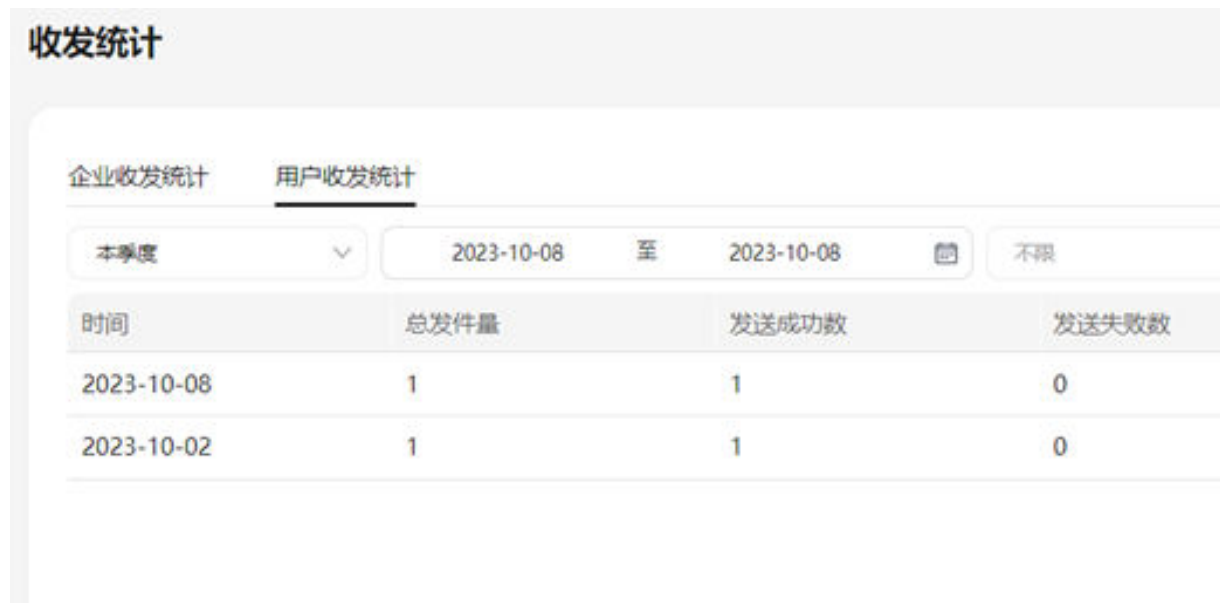 收发统计
企业收发统计 用户收发统计
本季度 2023-10-08 至 2023-10-08 不限
时间 总发件量 发送成功数 发送失败数
2023-10-08 1 1 0
2023-10-02 1 1 0